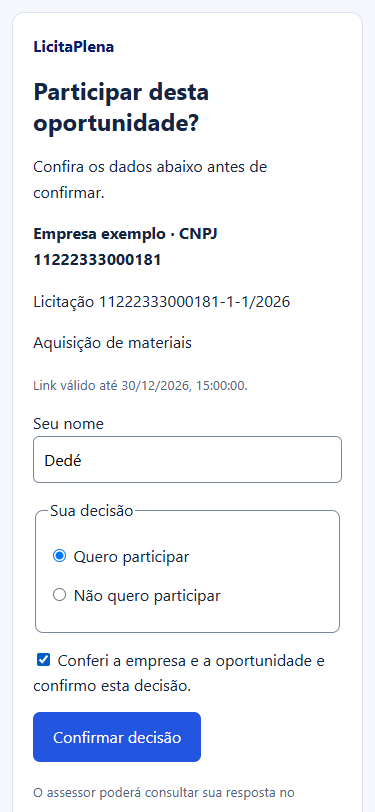 LicitaPlena
Participar desta
oportunidade?
Confira os dados abaixo antes de
confirmar.
Empresa exemplo · CNPJ
11222333000181
Licitação 11222333000181-1-1/2026
Aquisição de materiais
Link válido até 30/12/2026, 15:00:00.
Seu nome
Dedé
Sua decisão
Quero participar
Não quero participar
Conferi a empresa e a oportunidade e
confirmo esta decisão.
Confirmar decisão
O assessor poderá consultar sua resposta no